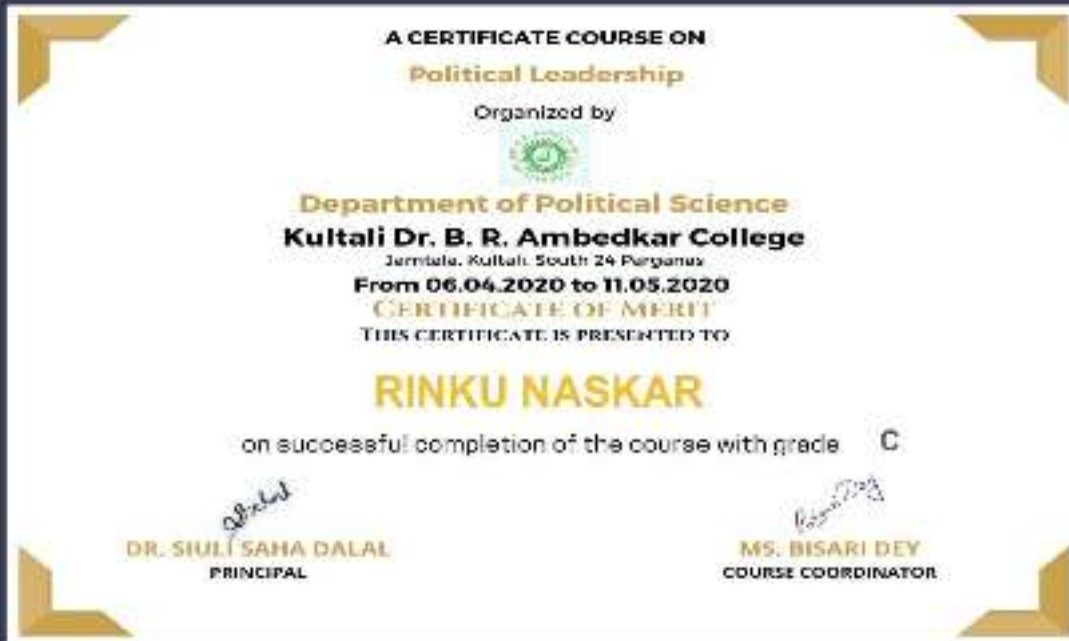 A CERTIFICATE COURSE ON
Political Leadership
Organized by
Department of Political Science
Kultali Dr. B. R. Ambedkar College
Jamtala, Kultali, South 24 Parganas
From 06.04.2020 to 11.05.2020
CERTIFICATE OF MERIT
THIS CERTIFICATE IS PRESENTED TO
RINKU NASKAR
on successful completion of the course with grade C
DR. SIULI SAHA DALAL
PRINCIPAL
MS. BISARI DEY
COURSE COORDINATOR